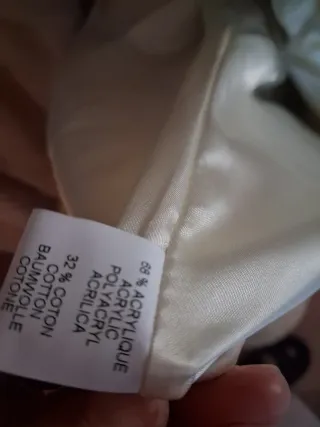 68 % ACRYLIQUE
ACRYLIC
POLYACRYL
ACRILICA
32 % COTON
COTTON
BAUMWOLLE
COTONE